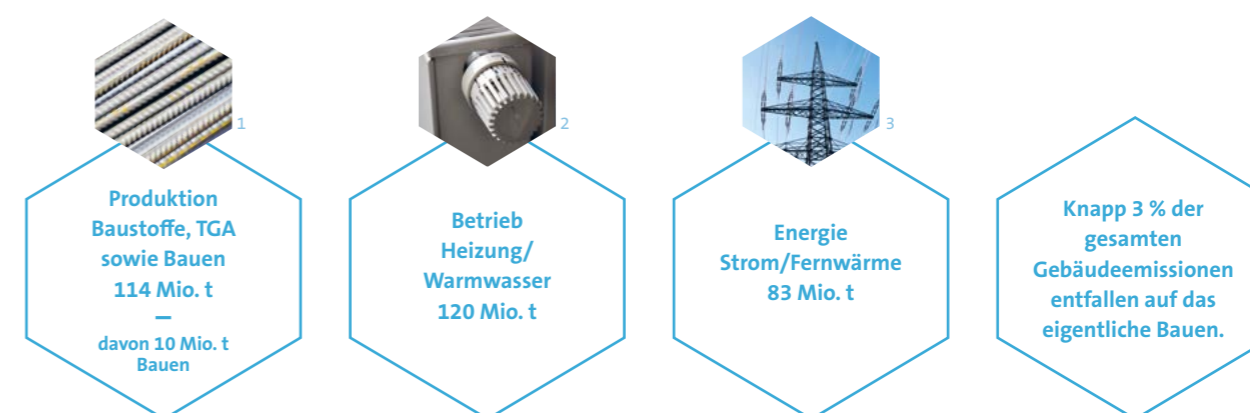 1
Produktion
Baustoffe, TGA
sowie Bauen
114 Mio. t
–
davon 10 Mio. t
Bauen
2
Betrieb
Heizung/
Warmwasser
120 Mio. t
3
Energie
Strom/Fernwärme
83 Mio. t
Knapp 3 % der
gesamten
Gebäudeemissionen
entfallen auf das
eigentliche Bauen.